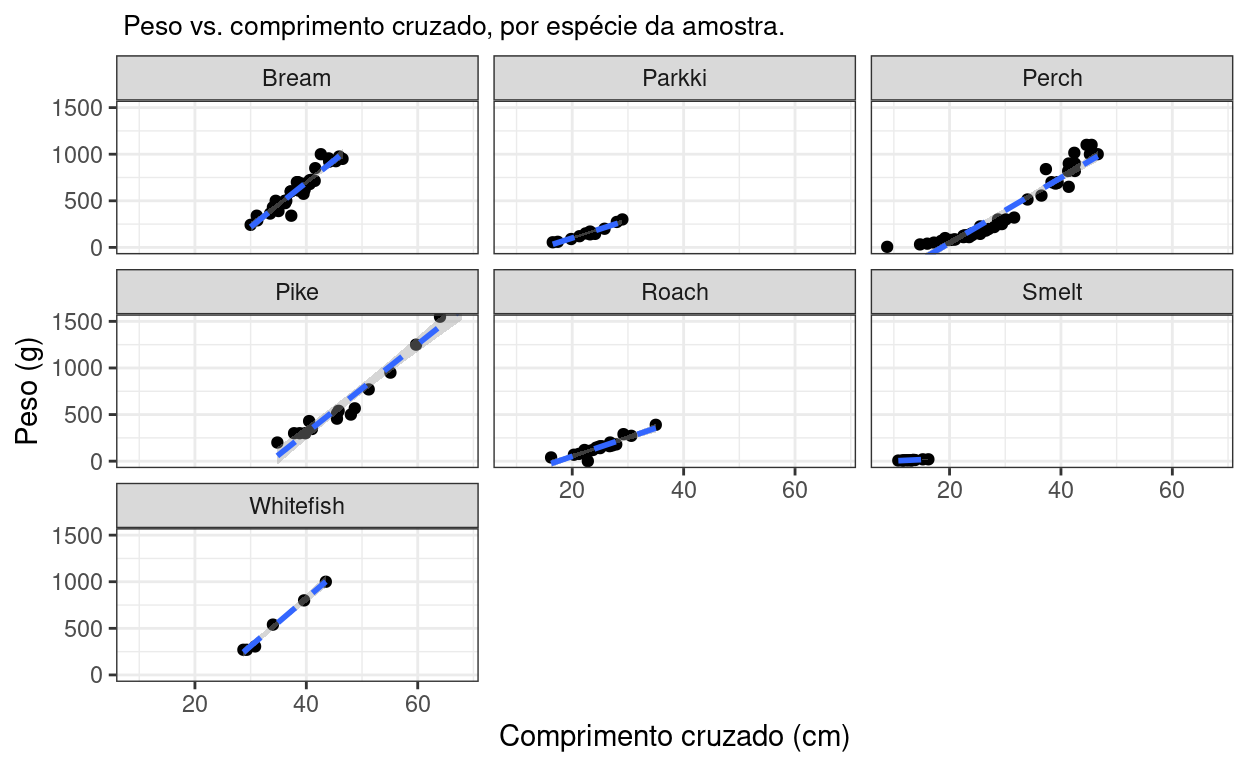 Peso vs. comprimento cruzado, por espécie da amostra.
Bream
Parkki
Perch
1500
1000
500
0
Pike
Roach
Smelt
1500
1000
500
0
20
40
60
20
40
60
Whitefish
1500
1000
500
0
20
40
60
Peso (g)
Comprimento cruzado (cm)